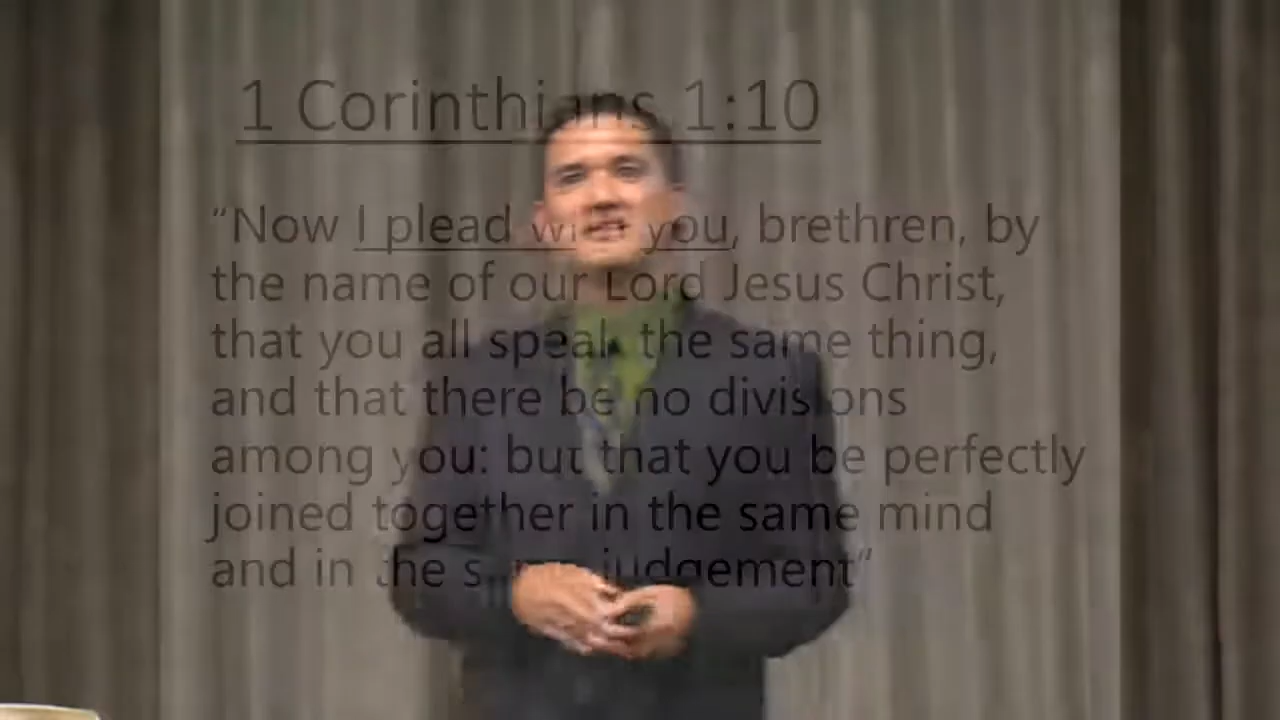 1 Corinthians 1:10
“Now I plead with you, brethren, by
the name of our Lord Jesus Christ,
that you all speak the same thing,
and that there be no divisions
among you: but that you be perfectly
joined together in the same mind
and in the same judgement“